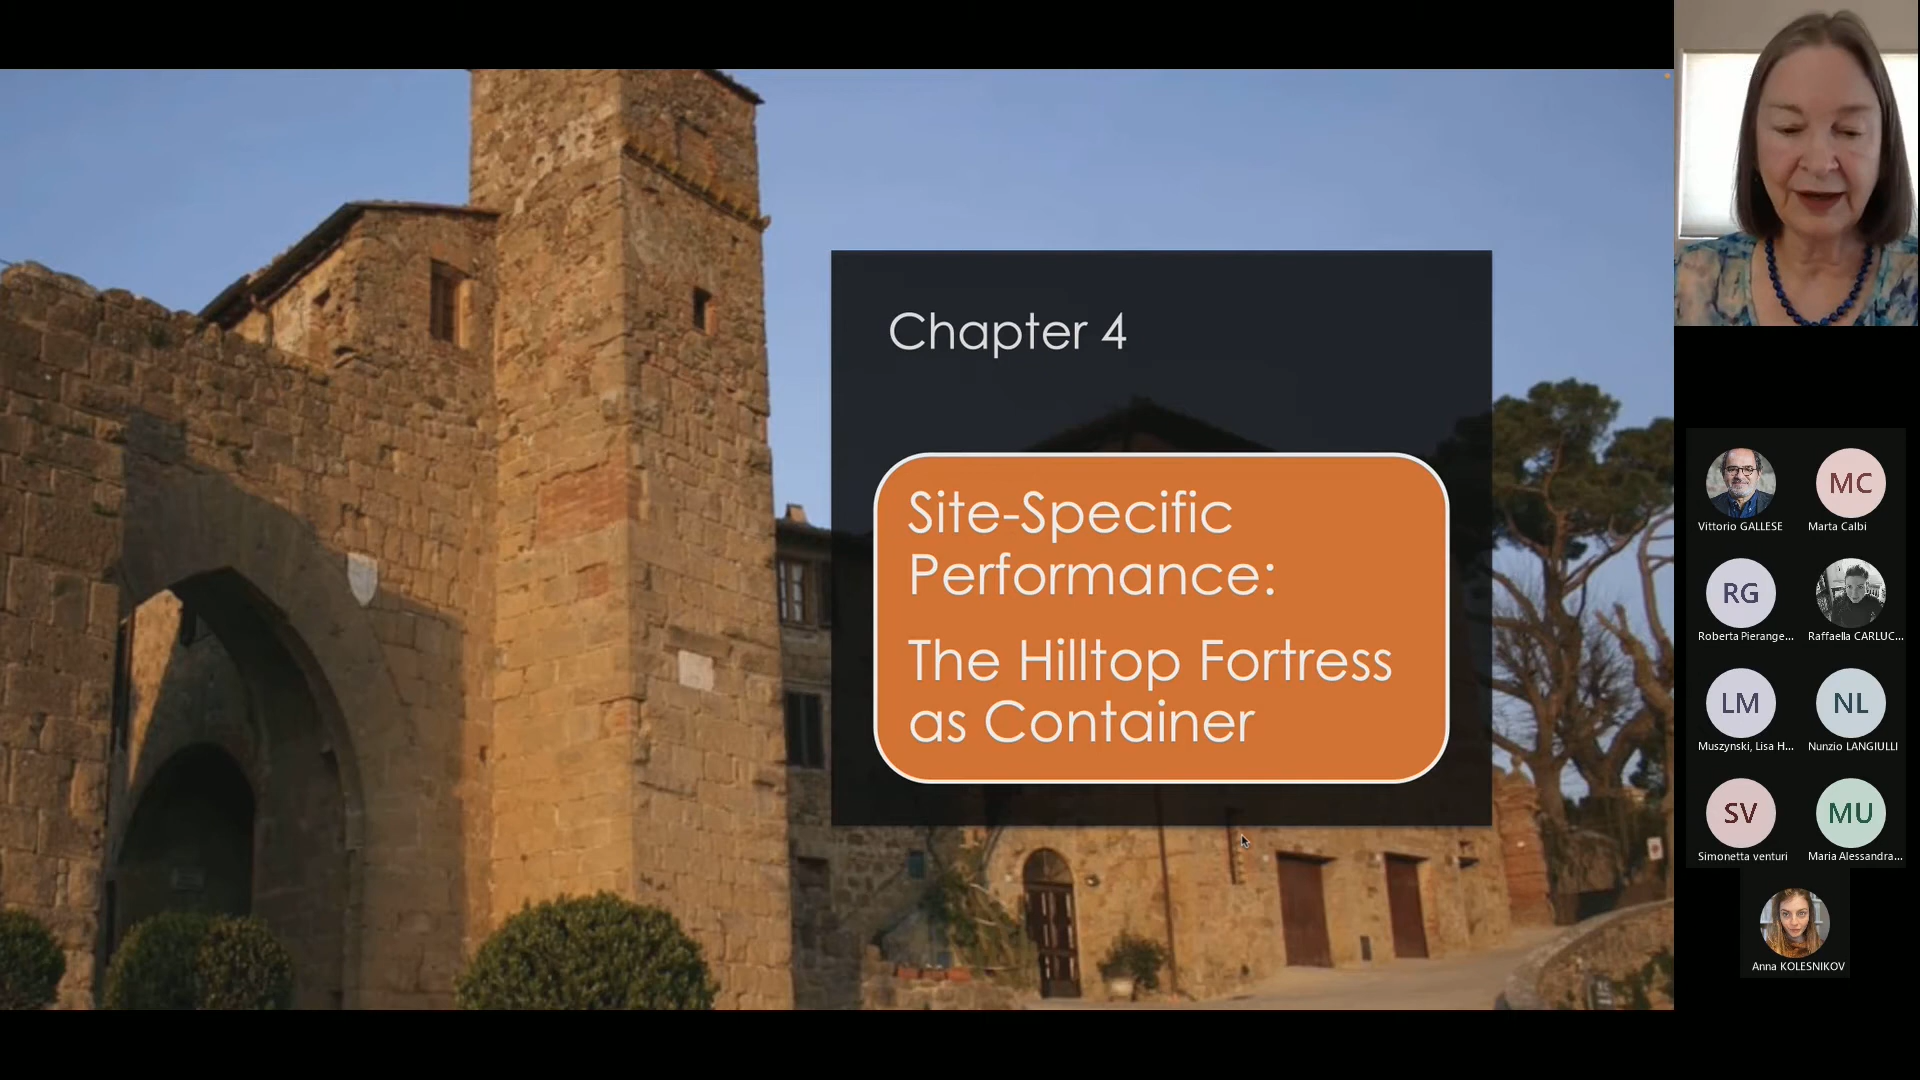 Chapter 4
Site-Specific
Performance:
The Hilltop Fortress
as Container
MC
Vittorio GALLESE
Marta Calbi
RG
Roberta Pierange...
Raffaella CARLUC...
LM
NL
Muszynski, Lisa H...
Nunzio LANGIULLI
SV
MU
Simonetta venturi
Maria Alessandra...
Anna KOLESNIKOV